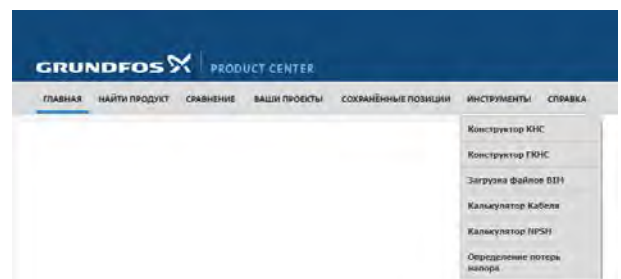 GRUNDFOS PRODUCT CENTER
ГЛАВНАЯ НАЙТИ ПРОДУКТ СРАВНЕНИЕ ВАШИ ПРОЕКТЫ СОХРАНЁННЫЕ ПОЗИЦИИ ИНСТРУМЕНТЫ СПРАВКА
Конструктор КНС
Конструктор ГКНС
Загрузка файлов BIM
Калькулятор Кабеля
Калькулятор NPSH
Определение потерь
напора